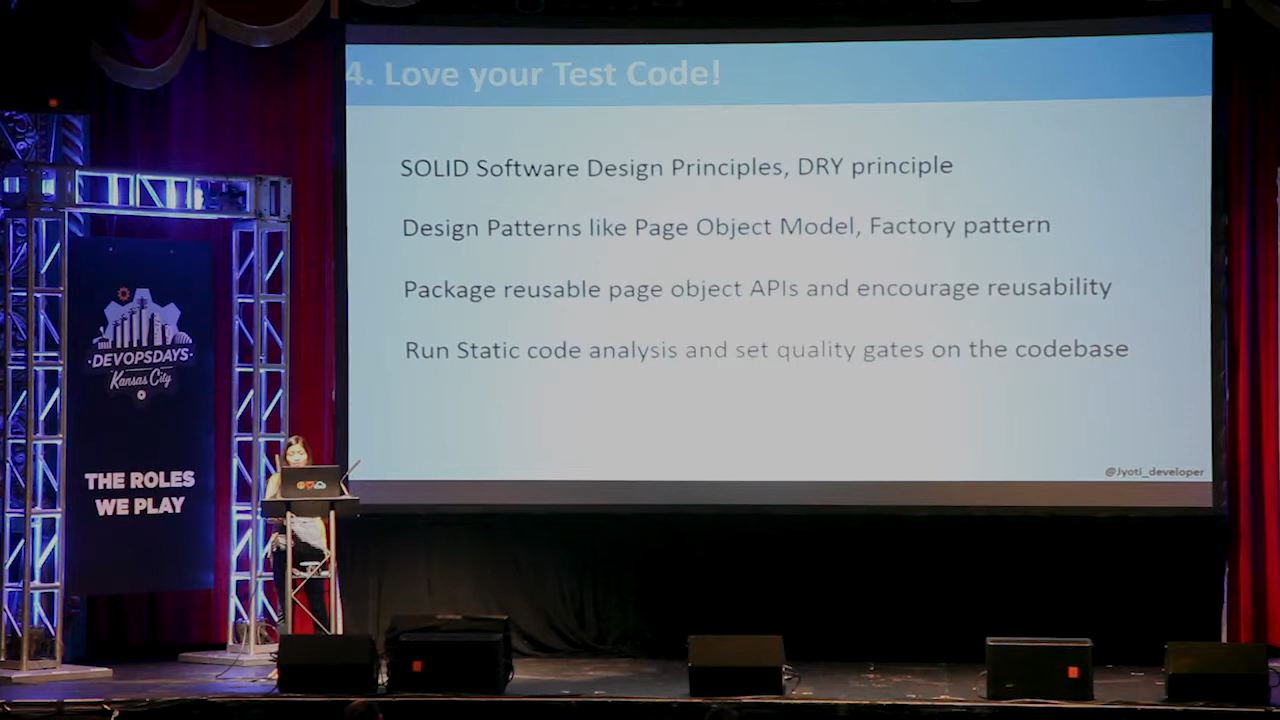 4. Love your Test Code!
SOLID Software Design Principles, DRY principle
Design Patterns like Page Object Model, Factory pattern
Package reusable page object APIs and encourage reusability
Run Static code analysis and set quality gates on the codebase
@Jyoti_developer
·DEVOPSDAYS·
Kansas City
THE ROLES
WE PLAY